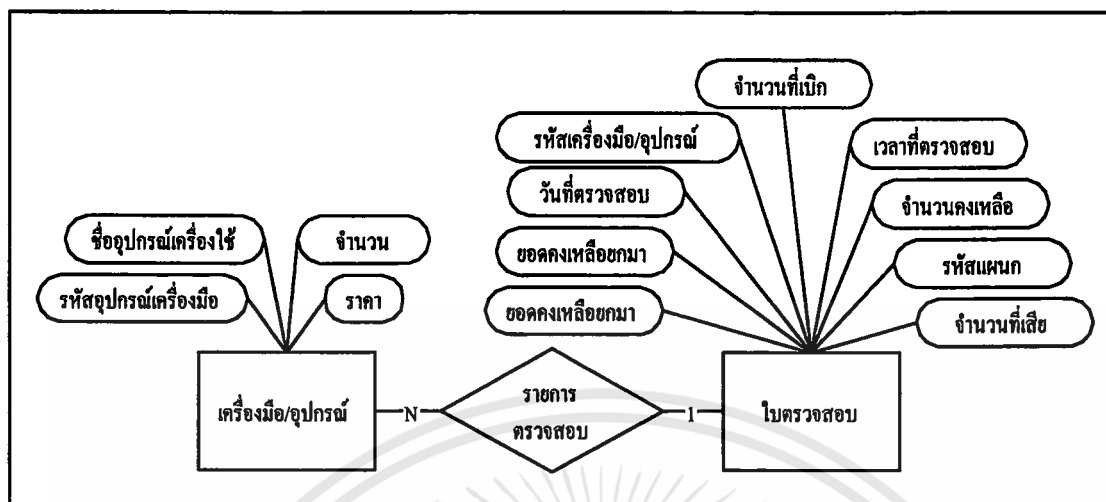 จำนวนที่เบิก
รหัสเครื่องมือ/อุปกรณ์
เวลาที่ตรวจสอบ
วันที่ตรวจสอบ
จำนวนคงเหลือ
ชื่ออุปกรณ์เครื่องใช้
จำนวน
ยอดคงเหลือยกมา
รหัสแผนก
รหัสอุปกรณ์เครื่องมือ
ราคา
ยอดคงเหลือยกมา
จำนวนที่เสีย
เครื่องมือ/อุปกรณ์
N
รายการ
ตรวจสอบ
1
ใบตรวจสอบ